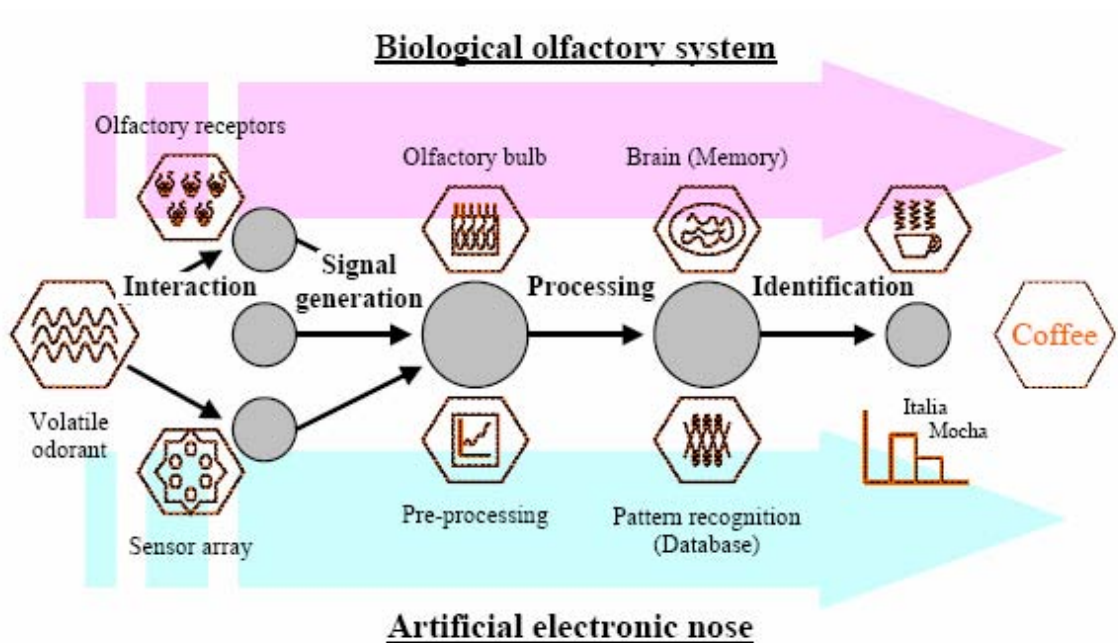 Biological olfactory system
Olfactory receptors
Olfactory bulb
Brain (Memory)
Interaction
Signal
generation
Processing
Identification
Coffee
Volatile
odorant
Italia
Mocha
Sensor array
Pre-processing
Pattern recognition
(Database)
Artificial electronic nose